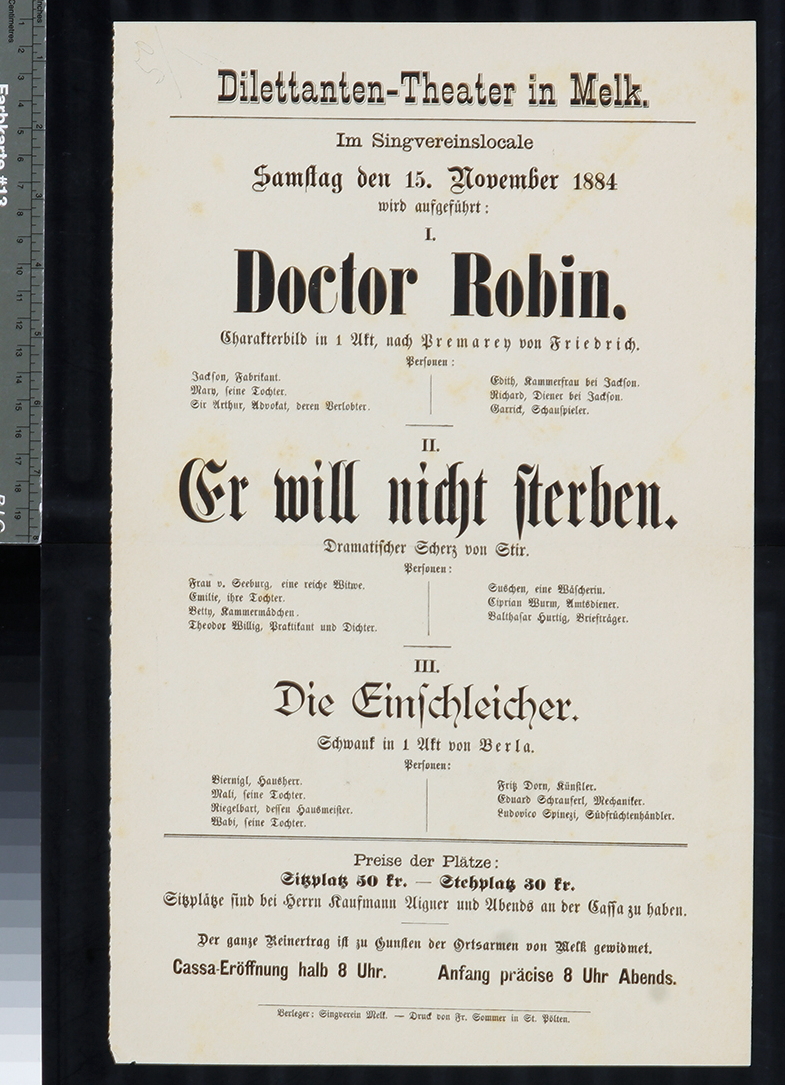 Dilettanten-Theater in Melk.
Im Singvereinslocale
Samstag den 15. November 1884
wird aufgeführt:
I.
Doctor Robin.
Charakterbild in 1 Akt, nach Premarey von Friedrich.
Personen:
Jackson, Fabrikant.
Mary, seine Tochter.
Sir Arthur, Advokat, deren Verlobter.
Edith, Kammerfrau bei Jackson.
Richard, Diener bei Jackson.
Garrick, Schauspieler.
II.
Er will nicht sterben.
Dramatischer Scherz von Stix.
Personen:
Frau v. Seeburg, eine reiche Witwe.
Emilie, ihre Tochter.
Betty, Kammermädchen.
Theodor Willig, Praktikant und Dichter.
Suschen, eine Wäscherin.
Ciprian Wurm, Amtsdiener.
Balthasar Hurtig, Briefträger.
III.
Die Einschleicher.
Schwank in 1 Akt von Berla.
Personen:
Biernigl, Hausherr.
Mali, seine Tochter.
Riegelbart, dessen Hausmeister.
Wabi, seine Tochter.
Fritz Dorn, Künstler.
Eduard Schrauferl, Mechaniker.
Ludovico Spinezi, Südfrüchtenhändler.
Preise der Plätze:
Sitzplatz 50 kr. — Stehplatz 30 kr.
Sitzplätze sind bei Herrn Kaufmann Aigner und Abends an der Cassa zu haben.
Der ganze Reinertrag ist zu Gunsten der Ortsarmen von Melk gewidmet.
Cassa-Eröffnung halb 8 Uhr. Anfang präcise 8 Uhr Abends.
Verleger: Singverein Melk. — Druck von Fr. Sommer in St. Pölten.
Centimetres
Inches
Farbkarte #13